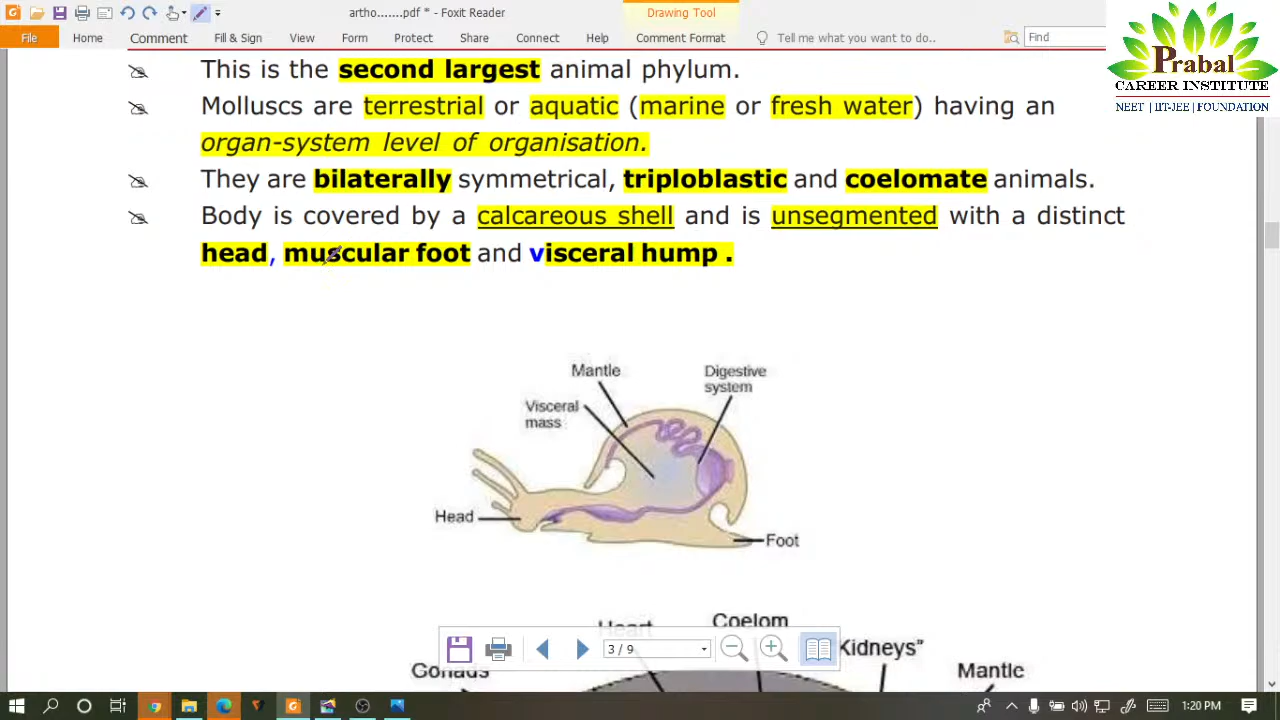 artho.......pdf * - Foxit Reader
Drawing Tool
File Home Comment Fill & Sign View Form Protect Share Connect Help Comment Format Tell me what you want to do.. Find
Prabal
CAREER INSTITUTE
NEET | IIT-JEE | FOUNDATION
This is the second largest animal phylum.
Molluscs are terrestrial or aquatic (marine or fresh water) having an
organ-system level of organisation.
They are bilaterally symmetrical, triploblastic and coelomate animals.
Body is covered by a calcareous shell and is unsegmented with a distinct
head, muscular foot and visceral hump .
Mantle
Digestive
system
Visceral
mass
Head
Foot
Heart
Coelom
Kidneys”
Gonads
Mantle
3 / 9
1:20 PM